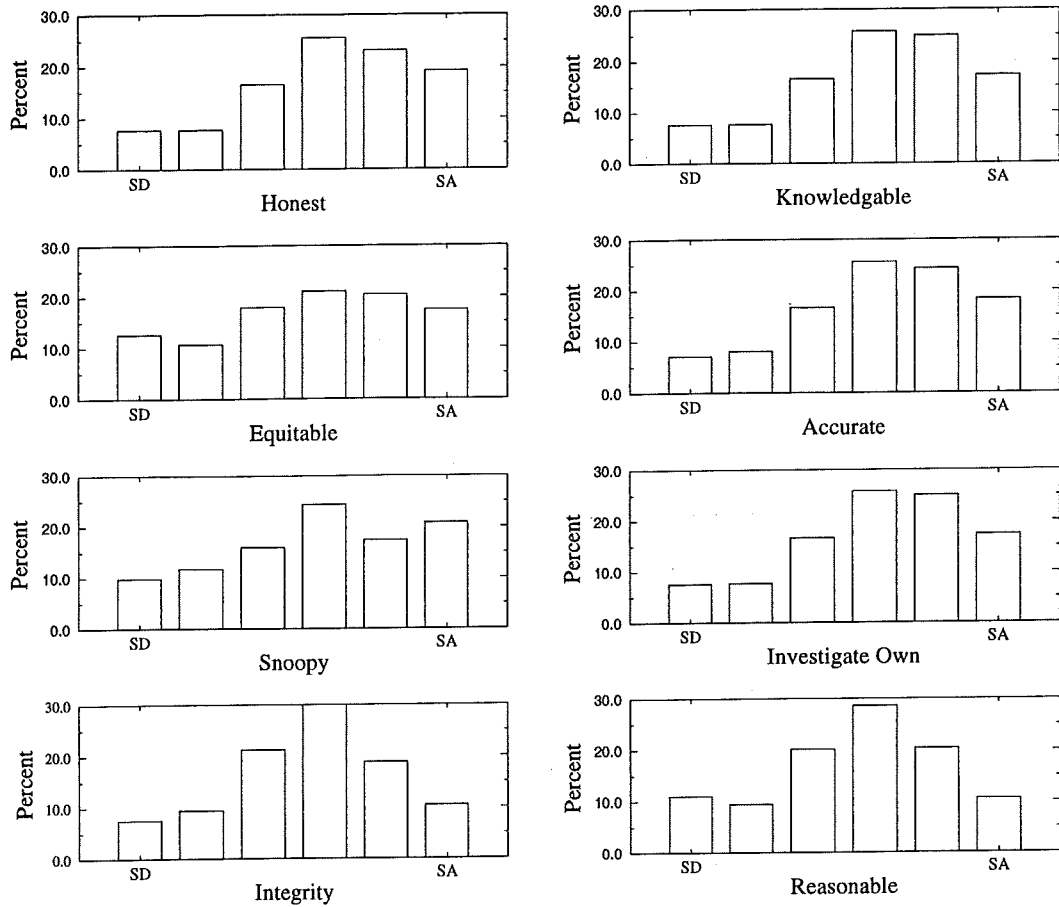 Percent
30.0
20.0
10.0
0.0
SD
SA
Honest
Percent
30.0
20.0
10.0
0.0
SD
SA
Knowledgable
Percent
30.0
20.0
10.0
0.0
SD
SA
Equitable
Percent
30.0
20.0
10.0
0.0
SD
SA
Accurate
Percent
30.0
20.0
10.0
0.0
SD
SA
Snoopy
Percent
30.0
20.0
10.0
0.0
SD
SA
Investigate Own
Percent
30.0
20.0
10.0
0.0
SD
SA
Integrity
Percent
30.0
20.0
10.0
0.0
SD
SA
Reasonable